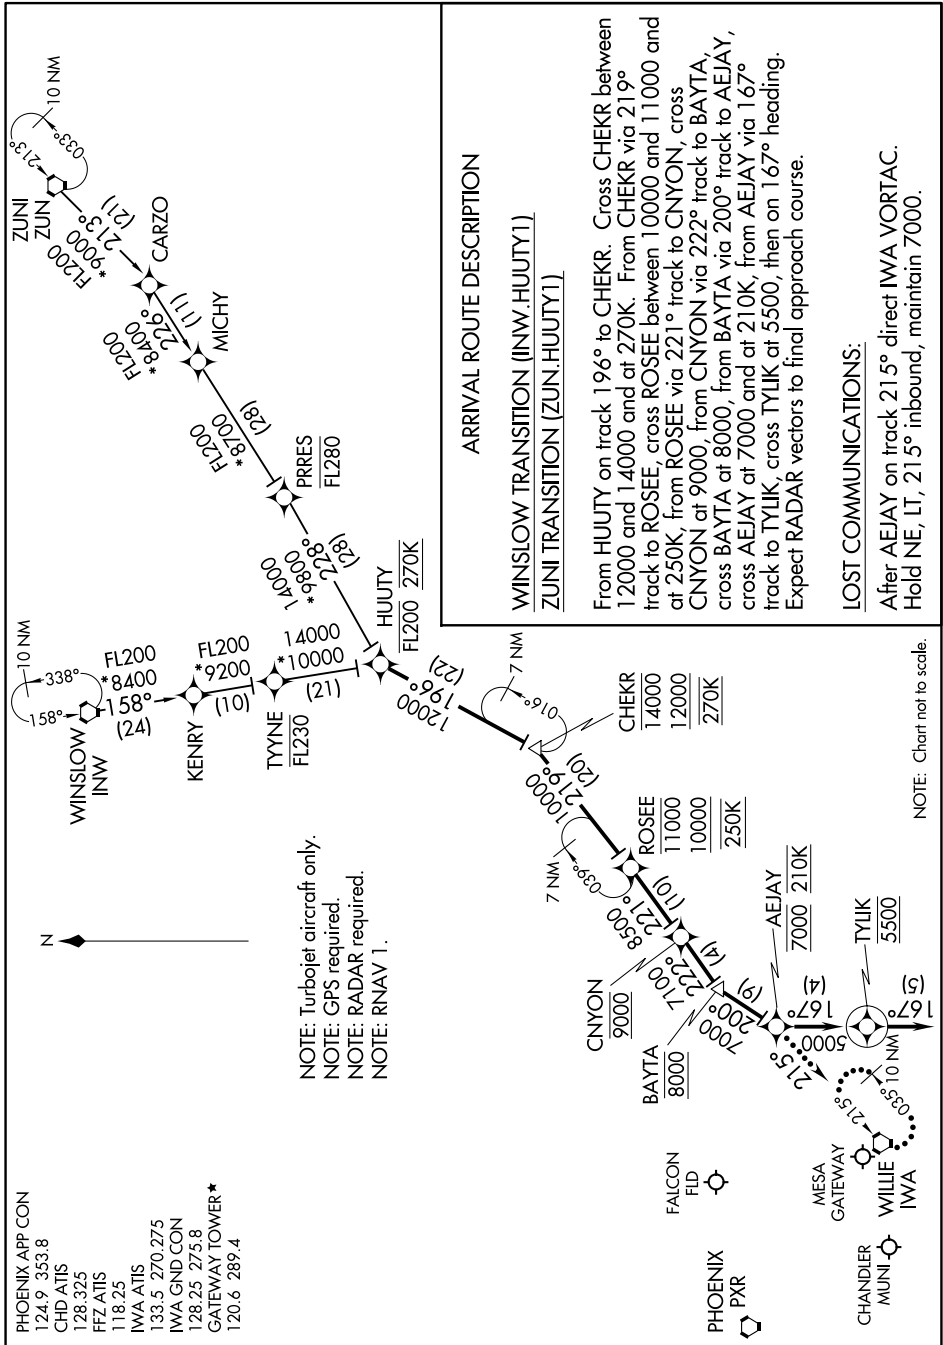 PHOENIX APP CON
124.9 353.8
CHD ATIS
128.325
FFZ ATIS
118.25
IWA ATIS
133.5 270.275
IWA GND CON
128.25 275.8
GATEWAY TOWER★
120.6 289.4
N
NOTE: Turbojet aircraft only.
NOTE: GPS required.
NOTE: RADAR required.
NOTE: RNAV 1.
WINSLOW
INW
10 NM
338°
158°
FL200
*8400
158°
(24)
KENRY
FL200
*9200
(10)
TYYNE
FL230
14000
*10000
(21)
ZUNI
ZUN
10 NM
033°
213°
FL200
*9000
213°
(21)
CARZO
FL200
*8400
226°
(11)
MICHY
FL200
*8700
(28)
PRRES
FL280
14000
*9800
228°
(28)
HUUTY
FL200 270K
12000
196°
(22)
7 NM
016°
CHEKR
14000
12000
270K
10000
219°
(20)
7 NM
039°
ROSEE
11000
10000
250K
8500
221°
(10)
CNYON
9000
7100
222°
(4)
BAYTA
8000
7000
200°
(9)
AEJAY
7000 210K
215°
5000
167°
(4)
TYLIK
5500
167°
(5)
10 NM
215°
035°
FALCON
FLD
MESA
GATEWAY
WILLIE
IWA
PHOENIX
PXR
CHANDLER
MUNI
NOTE: Chart not to scale.
ARRIVAL ROUTE DESCRIPTION
WINSLOW TRANSITION (INW.HUUTY1)
ZUNI TRANSITION (ZUN.HUUTY1)
From HUUTY on track 196° to CHEKR. Cross CHEKR between
12000 and 14000 and at 270K. From CHEKR via 219°
track to ROSEE, cross ROSEE between 10000 and 11000 and
at 250K, from ROSEE via 221° track to CNYON, cross
CNYON at 9000, from CNYON via 222° track to BAYTA,
cross BAYTA at 8000, from BAYTA via 200° track to AEJAY,
cross AEJAY at 7000 and at 210K, from AEJAY via 167°
track to TYLIK, cross TYLIK at 5500, then on 167° heading.
Expect RADAR vectors to final approach course.
LOST COMMUNICATIONS:
After AEJAY on track 215° direct IWA VORTAC.
Hold NE, LT, 215° inbound, maintain 7000.